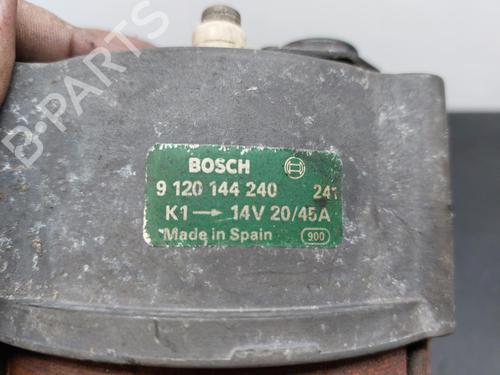 B-PARTS
BOSCH
9 120 144 240 241
K1→ 14V 20/45A
Made in Spain 900